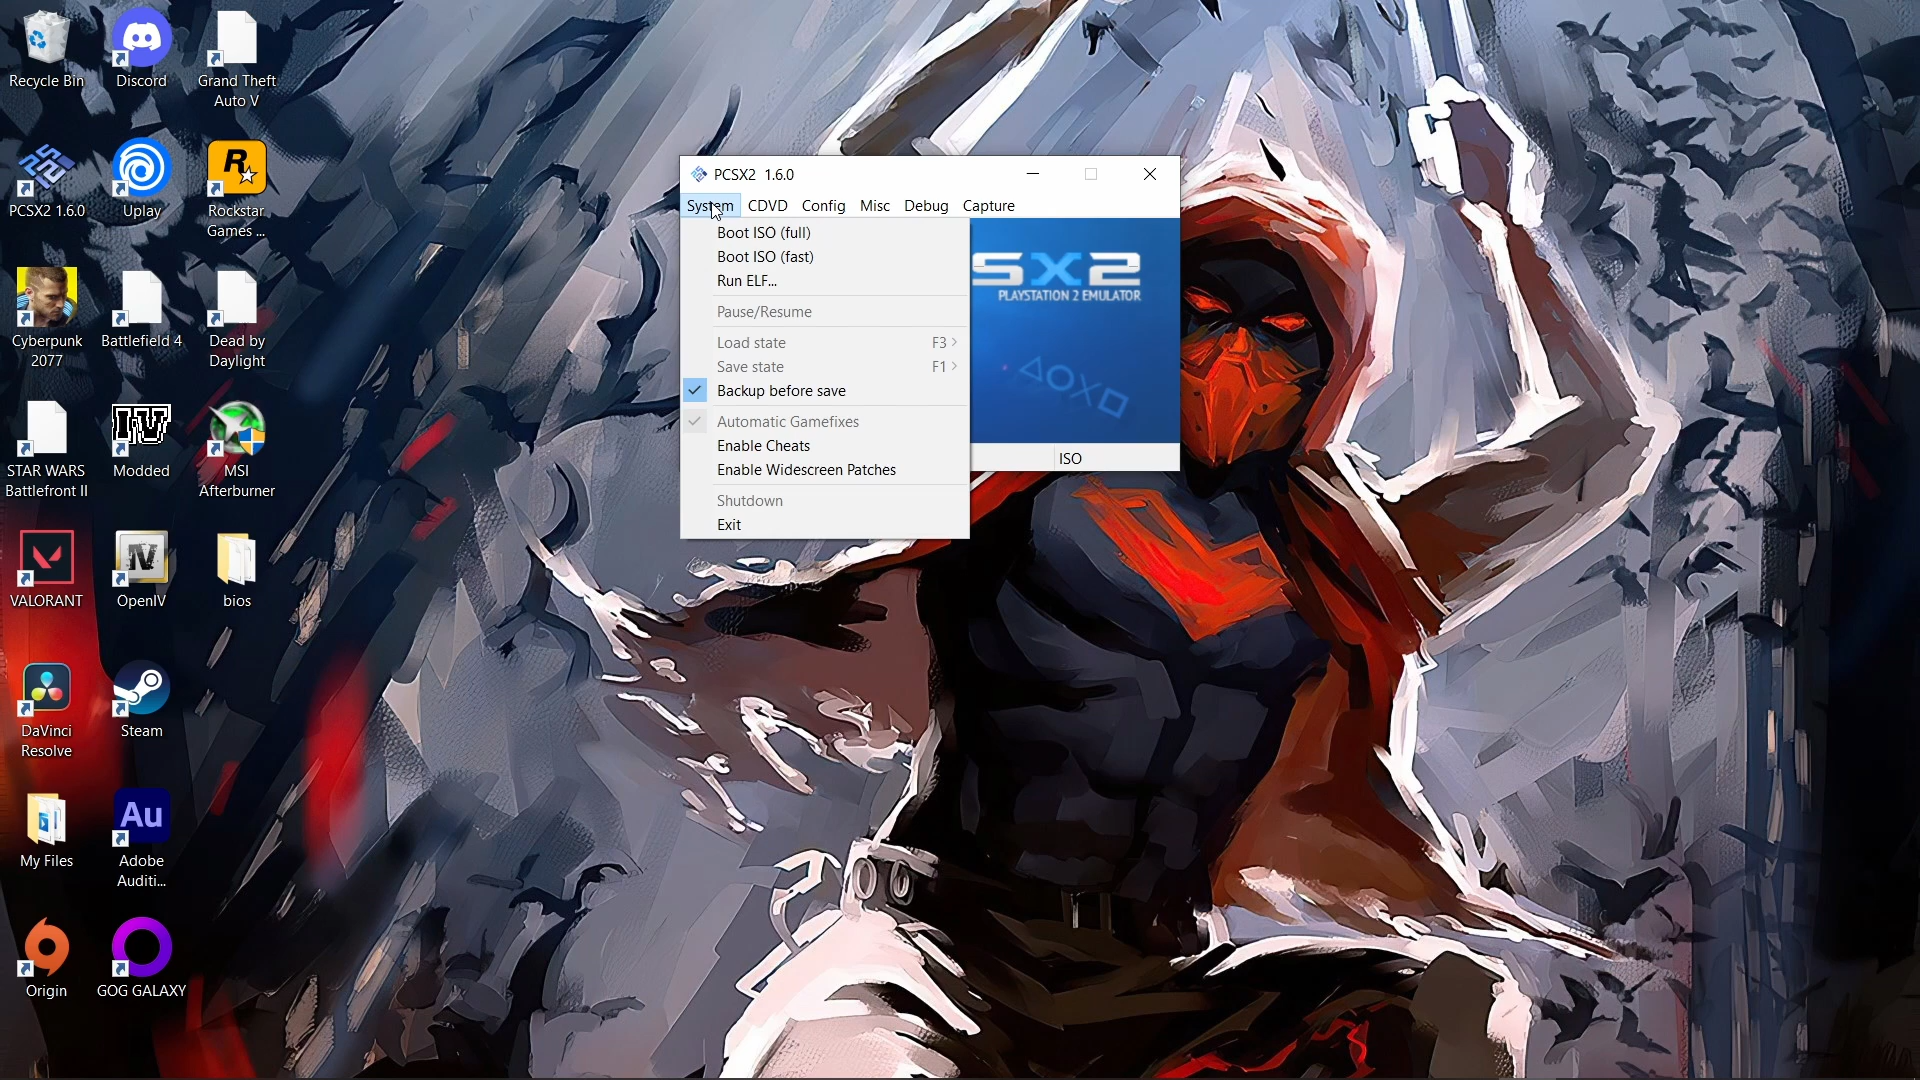 Recycle Bin
Discord
Grand Theft
Auto V
PCSX2 1.6.0
Uplay
Rockstar
Games ...
Cyberpunk
2077
Battlefield 4
Dead by
Daylight
STAR WARS
Battlefront II
IV
Modded
MSI
Afterburner
VALORANT
IV
OpenIV
bios
DaVinci
Resolve
Steam
My Files
Au
Adobe
Auditi...
Origin
GOG GALAXY
PCSX2 1.6.0
System CDVD Config Misc Debug Capture
Boot ISO (full)
Boot ISO (fast)
Run ELF...
Pause/Resume
Load state F3
Save state F1
Backup before save
Automatic Gamefixes
Enable Cheats
Enable Widescreen Patches
Shutdown
Exit
SX2
PLAYSTATION 2 EMULATOR
ISO